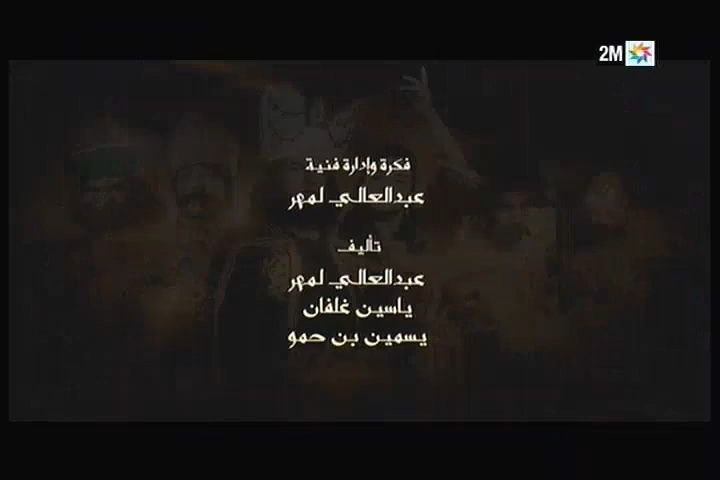 2M
فكرة وإدارة فنية
عبدالعالي لمهر
تأليف
عبدالعالي لمهر
ياسين غلفان
يسمين بن حمو